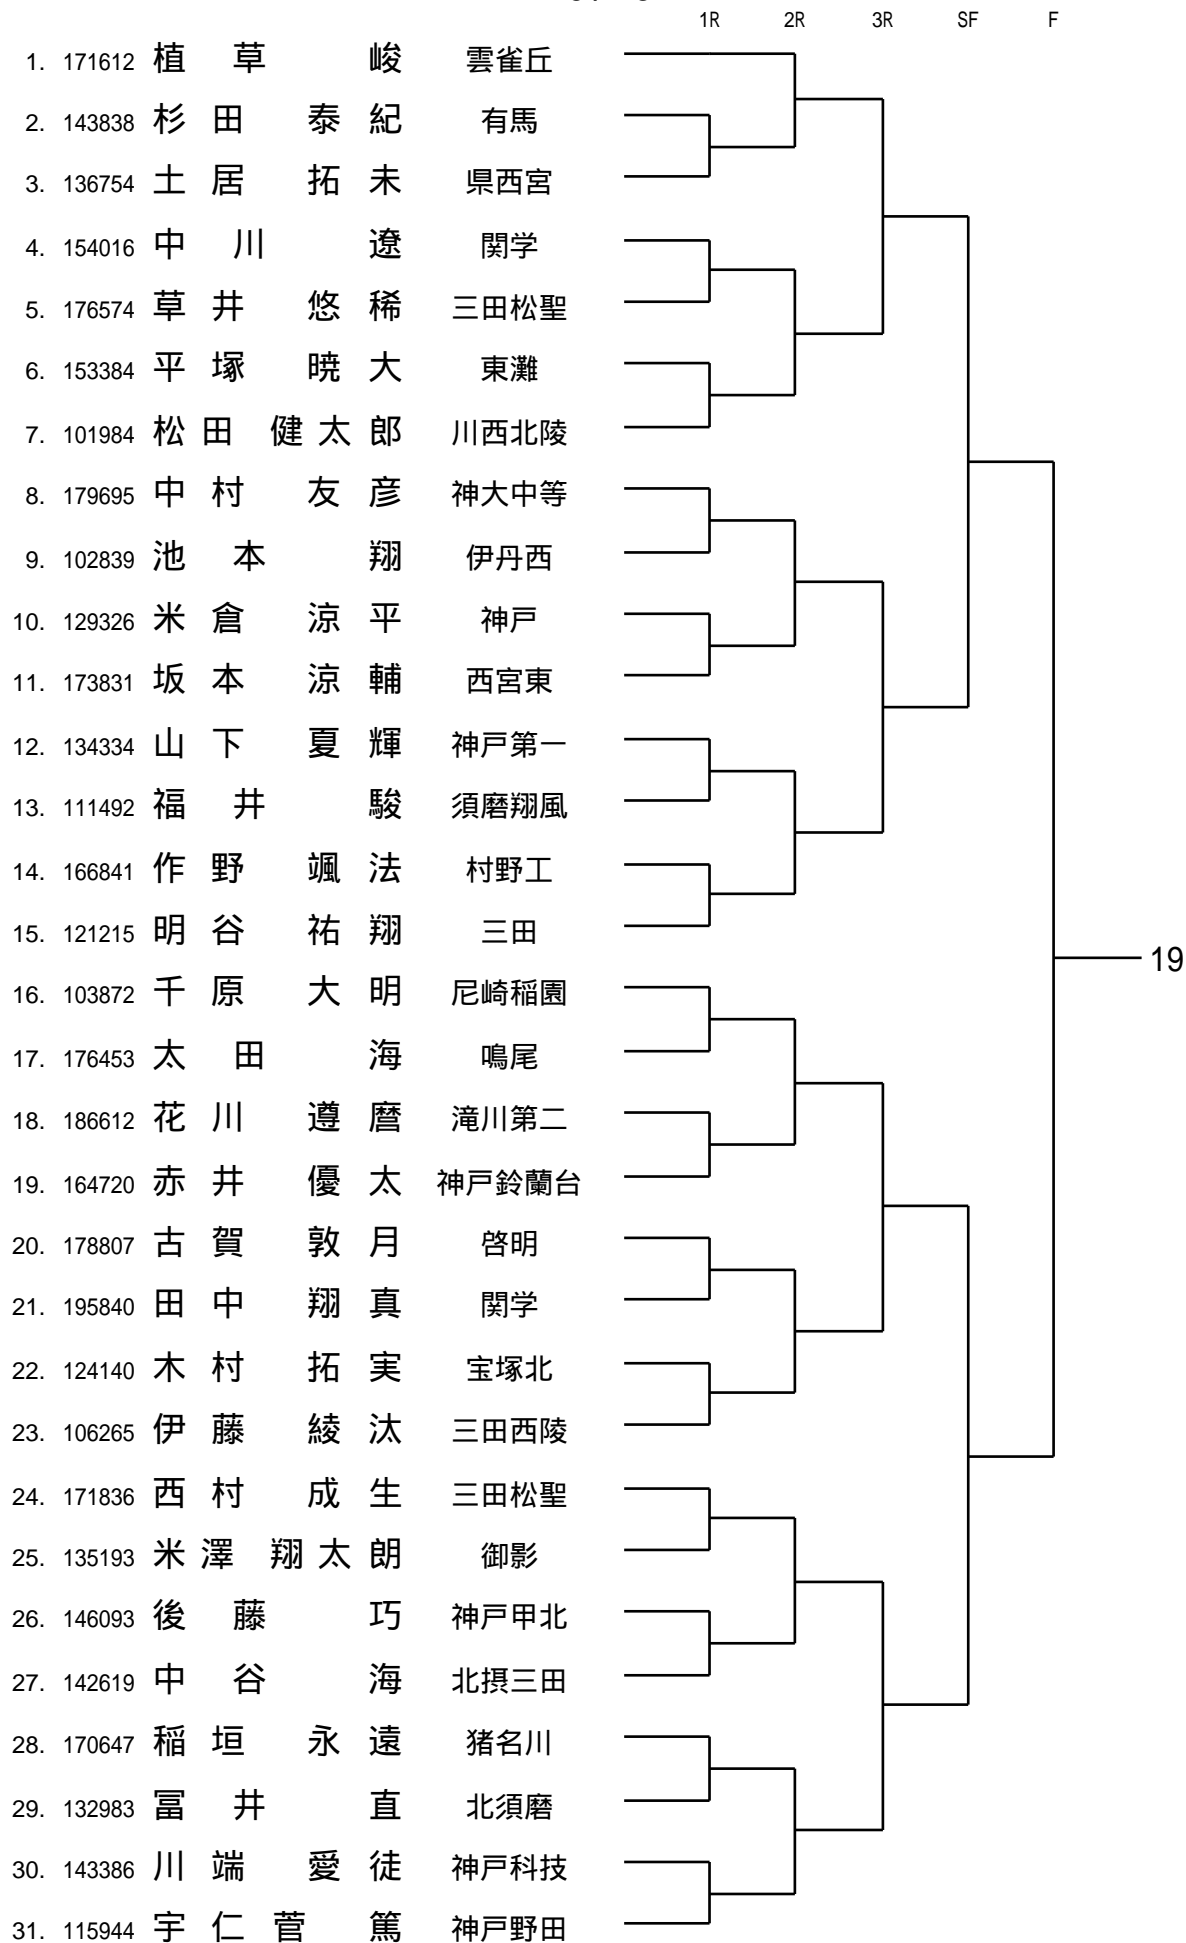 1R 2R 3R SF F
1. 171612 植草 峻 雲雀丘
2. 143838 杉田 泰紀 有馬
3. 136754 土居 拓未 県西宮
4. 154016 中川 遼 関学
5. 176574 草井 悠稀 三田松聖
6. 153384 平塚 暁大 東灘
7. 101984 松田 健太郎 川西北陵
8. 179695 中村 友彦 神大中等
9. 102839 池本 翔 伊丹西
10. 129326 米倉 涼平 神戸
11. 173831 坂本 涼輔 西宮東
12. 134334 山下 夏輝 神戸第一
13. 111492 福井 駿 須磨翔風
14. 166841 作野 颯法 村野工
15. 121215 明谷 祐翔 三田
19
16. 103872 千原 大明 尼崎稲園
17. 176453 太田 海 鳴尾
18. 186612 花川 遵麿 滝川第二
19. 164720 赤井 優太 神戸鈴蘭台
20. 178807 古賀 敦月 啓明
21. 195840 田中 翔真 関学
22. 124140 木村 拓実 宝塚北
23. 106265 伊藤 綾汰 三田西陵
24. 171836 西村 成生 三田松聖
25. 135193 米澤 翔太朗 御影
26. 146093 後藤 巧 神戸甲北
27. 142619 中谷 海 北摂三田
28. 170647 稲垣 永遠 猪名川
29. 132983 冨井 直 北須磨
30. 143386 川端 愛徒 神戸科技
31. 115944 宇仁菅 篤 神戸野田